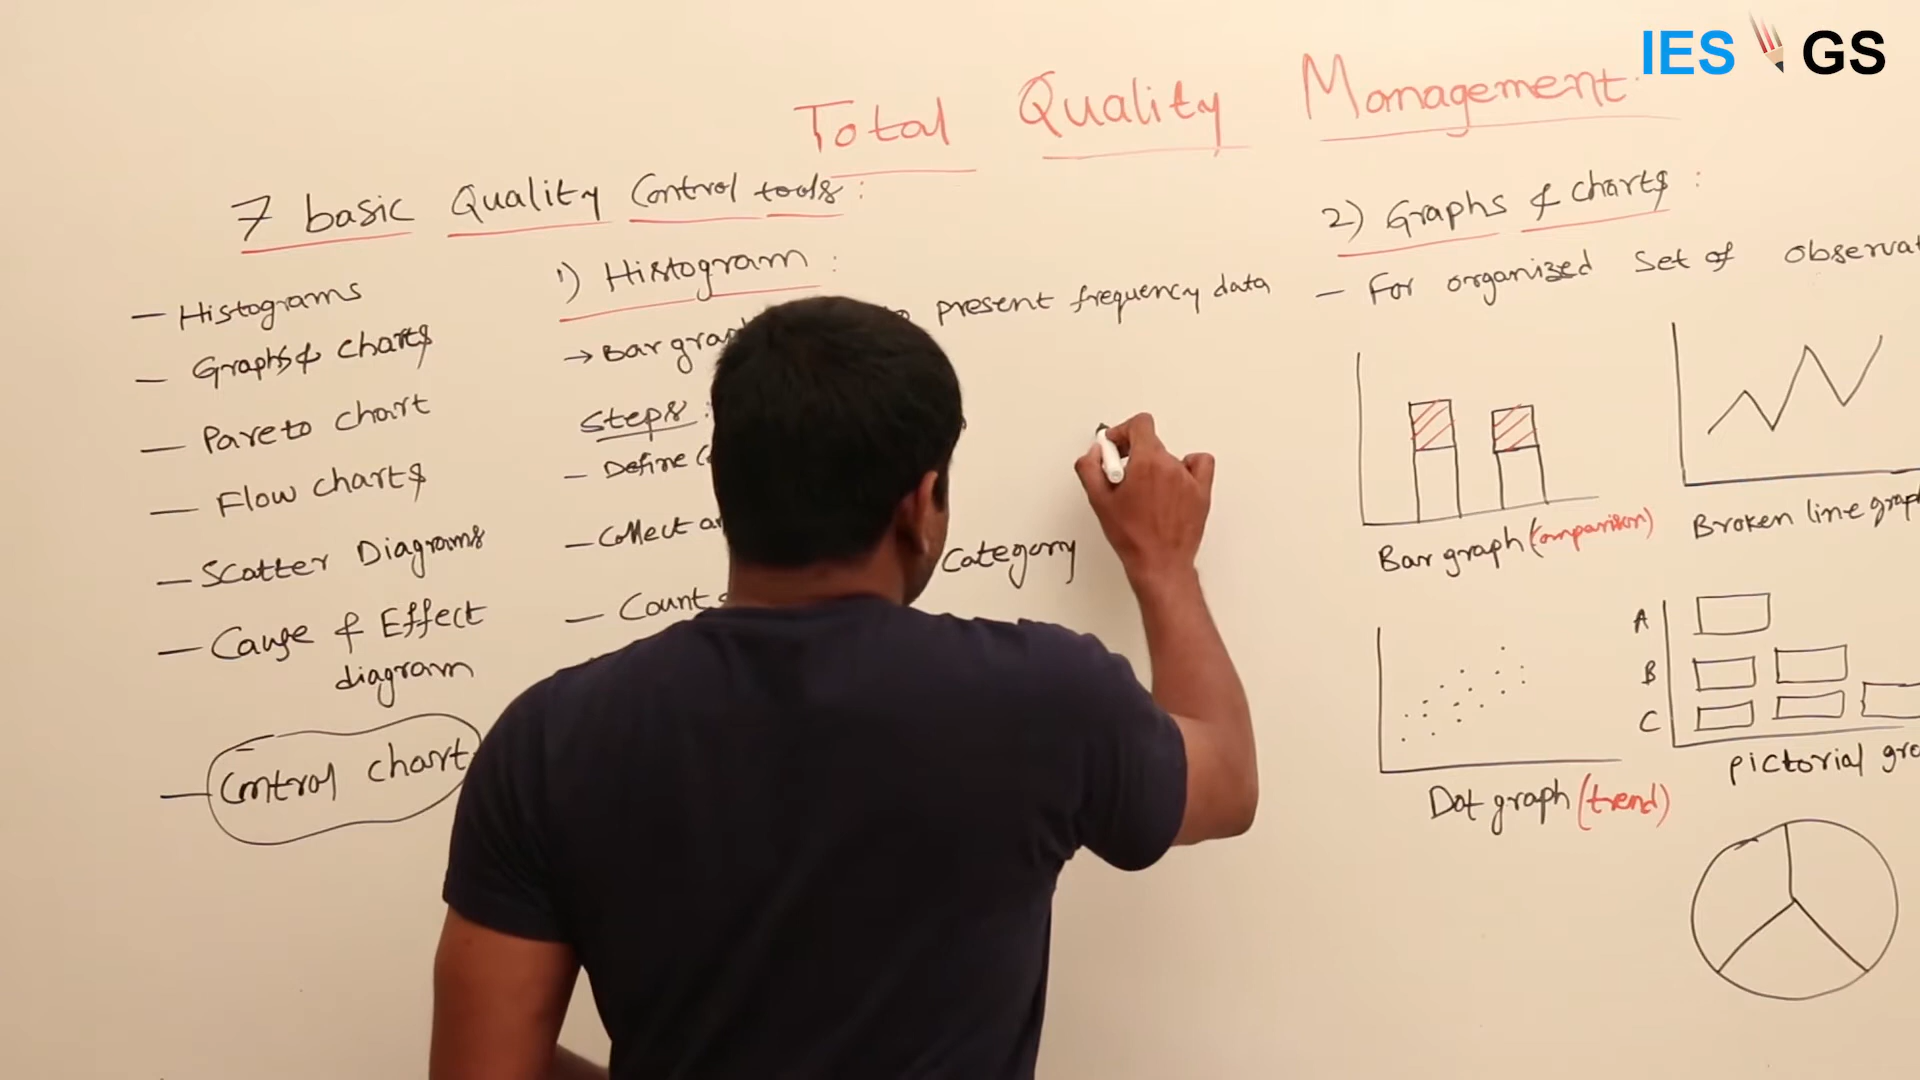 IES GS
Total Quality Management
7 basic Quality Control tools:
— Histograms
— Graphs & charts
— Pareto chart
— Flow charts
— Scatter Diagrams
— Cause & Effect
diagram
— Control chart
1) Histogram:
→ Bar present frequency data
Steps:
- Define
- Collect
- Count
Category
2) Graphs & charts:
- For organized set of
Bar graph (comparison)
Broken line
Dot graph (trend)
A
B
C
pictorial